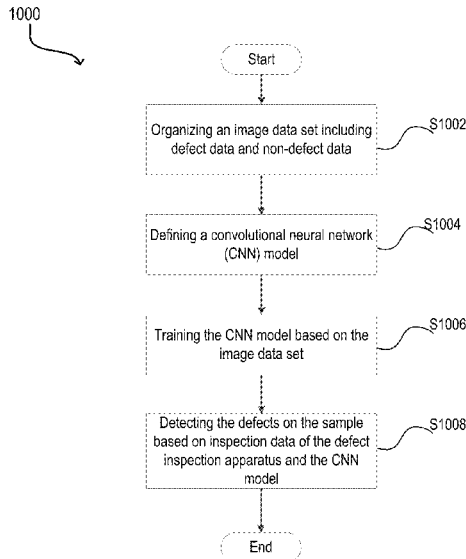 1000
Start
Organizing an image data set including
defect data and non-defect data
S1002
Defining a convolutional neural network
(CNN) model
S1004
Training the CNN model based on the
image data set
S1006
Detecting the defects on the sample
based on inspection data of the defect
inspection apparatus and the CNN
model
S1008
End